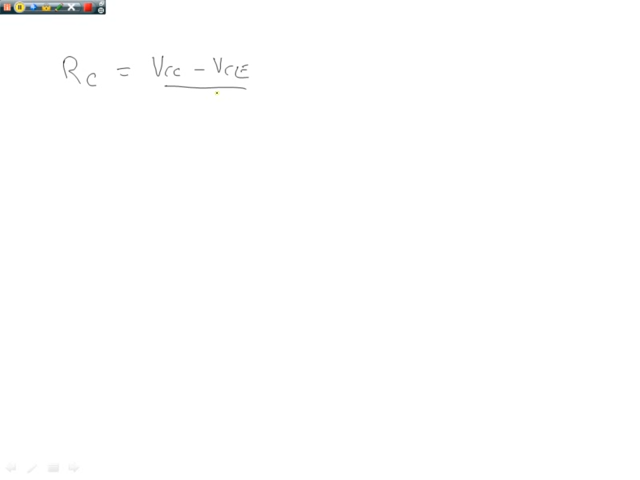 RC = VCC - VCE